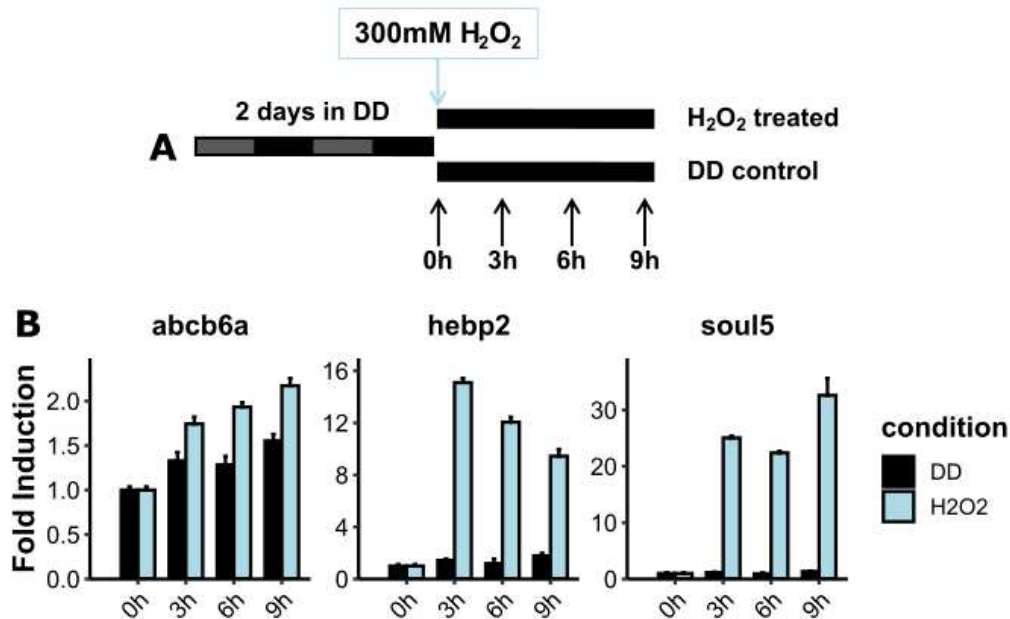 300mM H₂O₂
2 days in DD
H₂O₂ treated
A
DD control
0h 3h 6h 9h
B
abcb6a hebp2 soul5
Fold Induction
2.0
1.5
1.0
0.5
0.0
0h 3h 6h 9h
16
12
8
4
0
0h 3h 6h 9h
30
20
10
0
0h 3h 6h 9h
condition
DD
H2O2